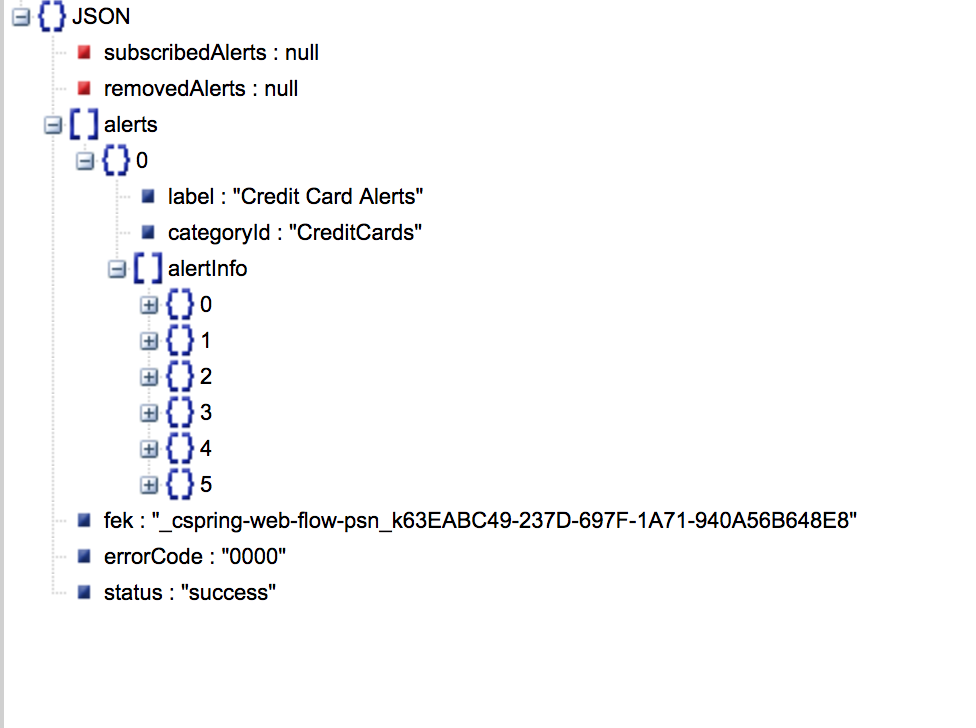 JSON
subscribedAlerts : null
removedAlerts : null
alerts
0
label : "Credit Card Alerts"
categoryId : "CreditCards"
alertInfo
0
1
2
3
4
5
fek : "_cspring-web-flow-psn_k63EABC49-237D-697F-1A71-940A56B648E8"
errorCode : "0000"
status : "success"